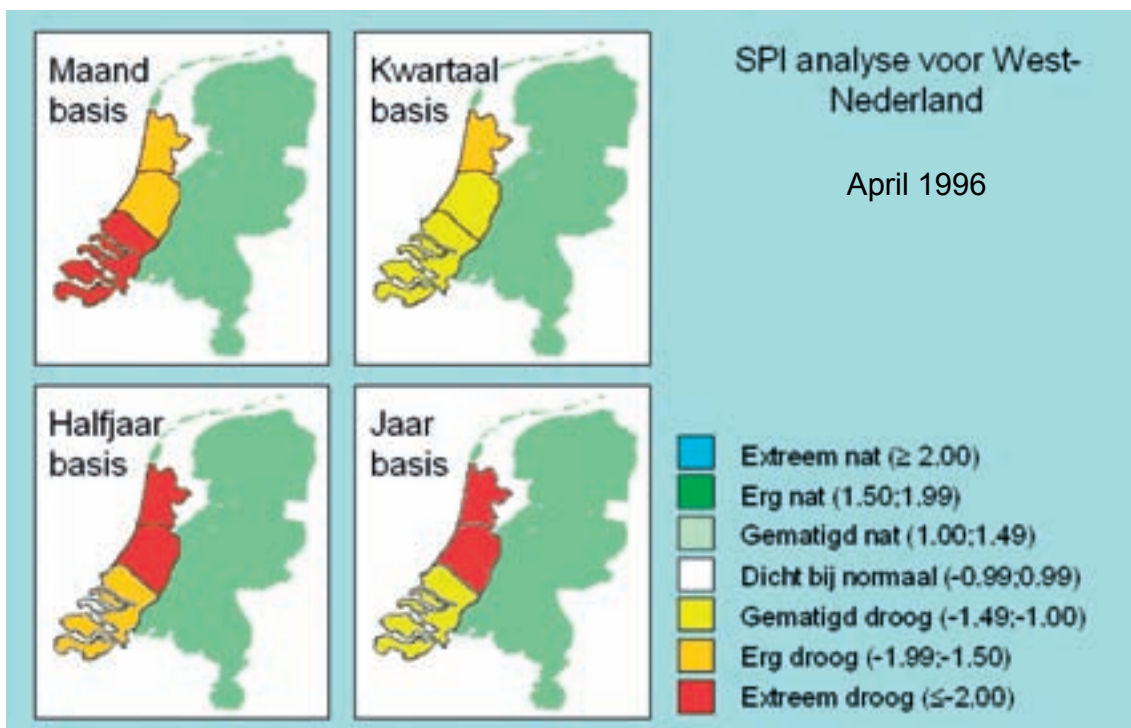 Maand
basis
Kwartaal
basis
SPI analyse voor West-
Nederland
April 1996
Halfjaar
basis
Jaar
basis
Extreem nat (≥ 2.00)
Erg nat (1.50;1.99)
Gematigd nat (1.00;1.49)
Dicht bij normaal (-0.99;0.99)
Gematigd droog (-1.49;-1.00)
Erg droog (-1.99;-1.50)
Extreem droog (≤-2.00)